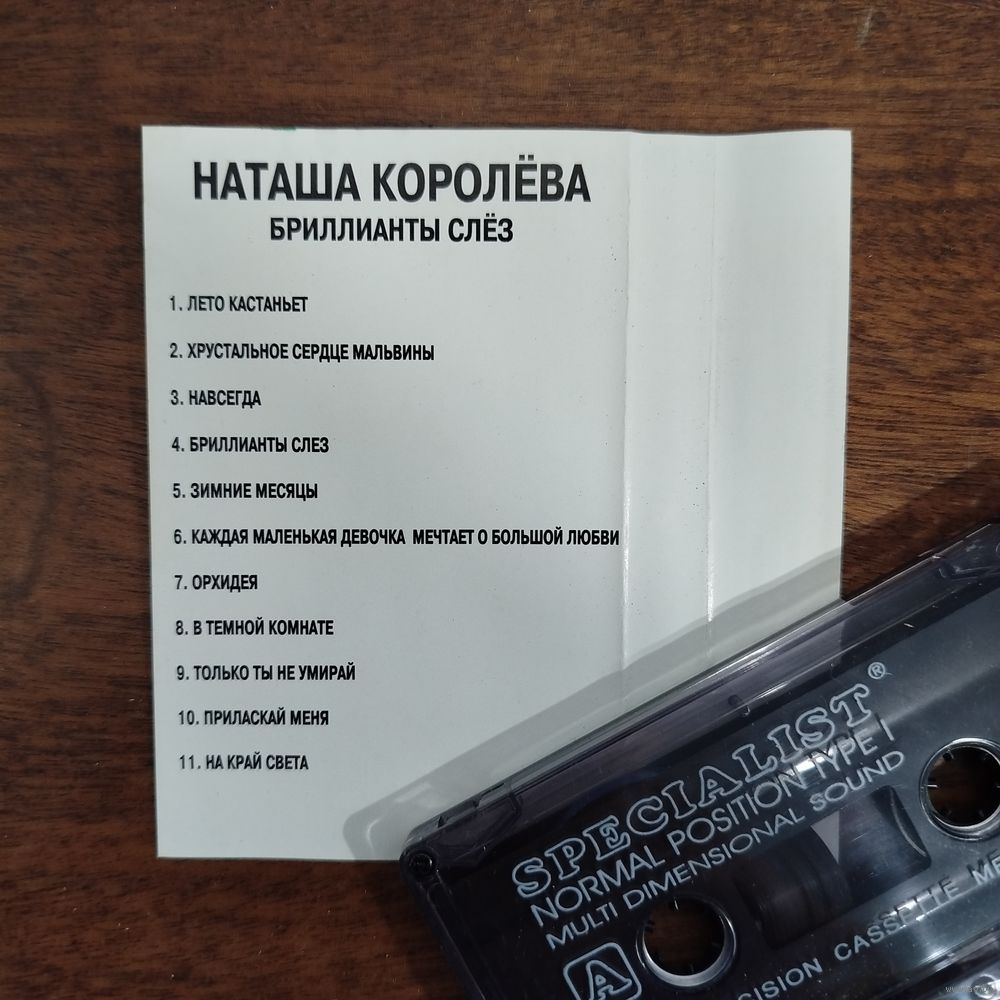 НАТАША КОРОЛЁВА
БРИЛЛИАНТЫ СЛЁЗ
1. ЛЕТО КАСТАНЬЕТ
2. ХРУСТАЛЬНОЕ СЕРДЦЕ МАЛЬВИНЫ
3. НАВСЕГДА
4. БРИЛЛИАНТЫ СЛЕЗ
5. ЗИМНИЕ МЕСЯЦЫ
6. КАЖДАЯ МАЛЕНЬКАЯ ДЕВОЧКА МЕЧТАЕТ О БОЛЬШОЙ ЛЮБВИ
7. ОРХИДЕЯ
8. В ТЕМНОЙ КОМНАТЕ
9. ТОЛЬКО ТЫ НЕ УМИРАЙ
10. ПРИЛАСКАЙ МЕНЯ
11. НА КРАЙ СВЕТА
SPECIALIST®
NORMAL POSITION TYPE I
MULTI DIMENSIONAL SOUND
A
CISION CASSETTE ME